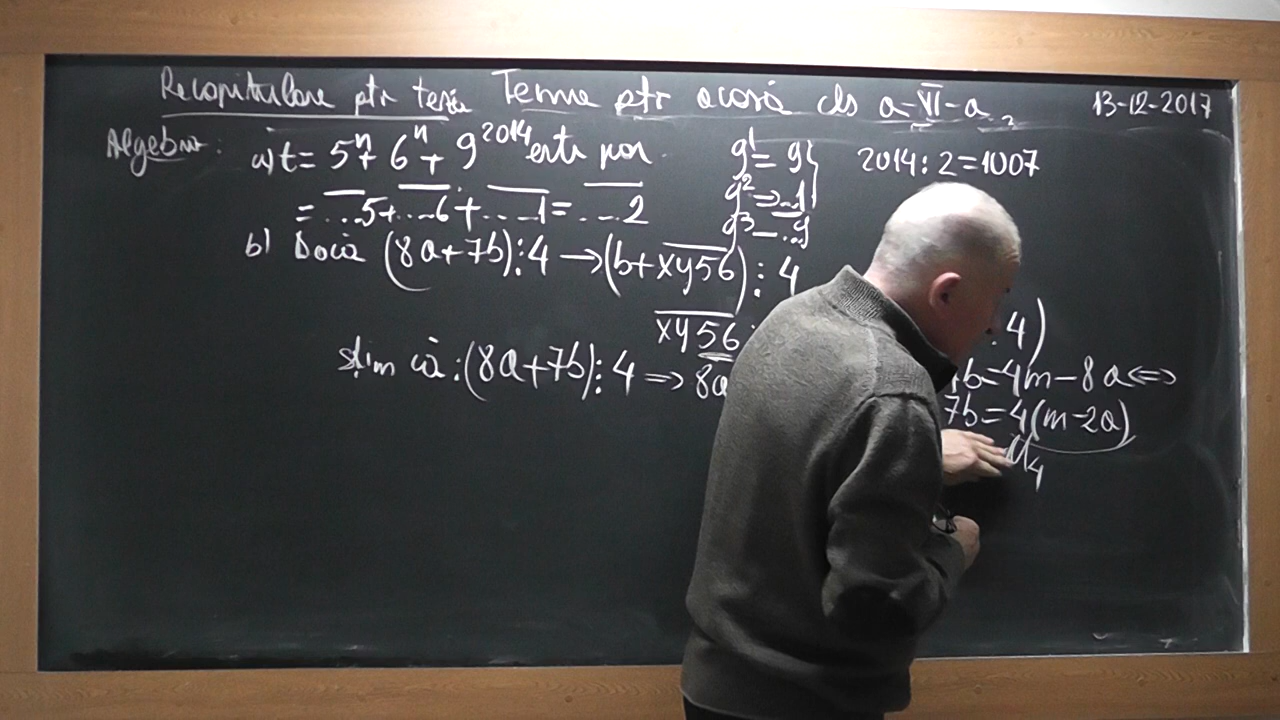 Recapitulare ptr teză Teme ptr acasă cls a-VI-a 13-12-2017
Algebra: a) t = 5ⁿ + 6ⁿ + 9²⁰¹⁴ este par.
= ...5 + ...6 + ...1 = ...2
9¹ = 9
9² = ...1
9³ = ...9
2014 : 2 = 1007
b) Dacă (8a+7b)⋮4 → (b+xy56)⋮4
xy56
4)
Știm că: (8a+7b)⋮4 ⇒ 8a
b=4m-8a ⇔
7b=4(m-2a)
M4